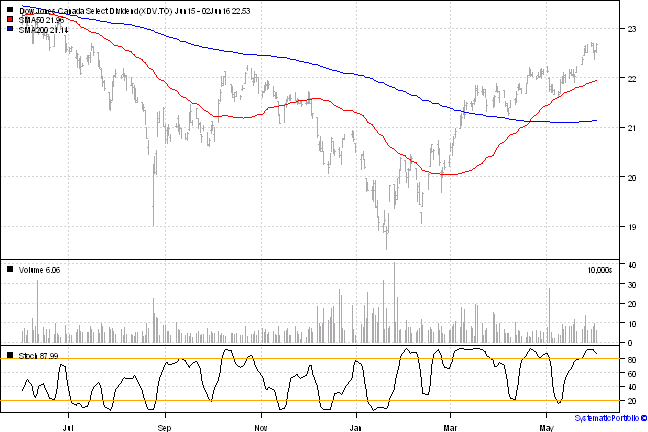 Dow Jones Canada Select Dividend(XDV.TO) Jun15 - 02Jun16 22.53
SMA50 21.96
SMA200 21.14
23
22
21
20
19
Volume 6.06
10,000s
40
30
20
10
0
Stoch 87.99
80
60
40
20
Jul Sep Nov Jan Mar May
SystematicPortfolio ©